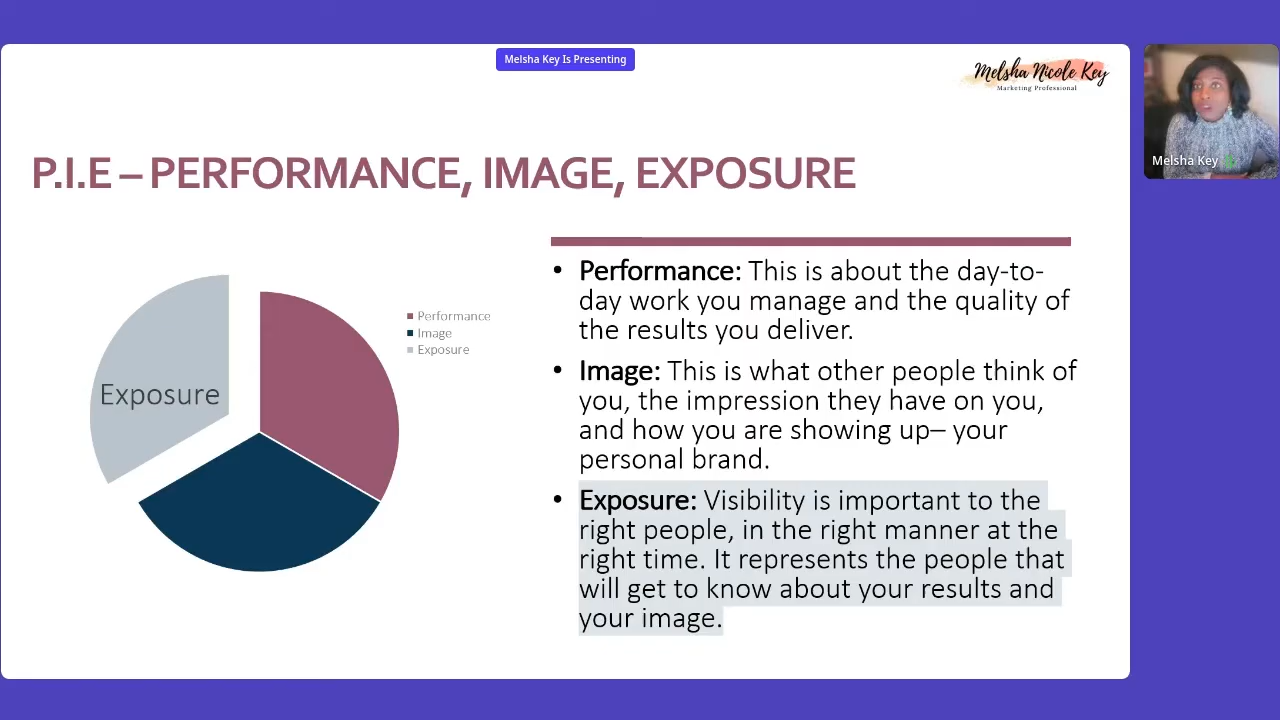 Melsha Key Is Presenting
Melsha Nicole Key
Marketing Professional
Melsha Key
P.I.E – PERFORMANCE, IMAGE, EXPOSURE
Exposure
Performance
Image
Exposure
• Performance: This is about the day-to-
day work you manage and the quality of
the results you deliver.
• Image: This is what other people think of
you, the impression they have on you,
and how you are showing up– your
personal brand.
• Exposure: Visibility is important to the
right people, in the right manner at the
right time. It represents the people that
will get to know about your results and
your image.